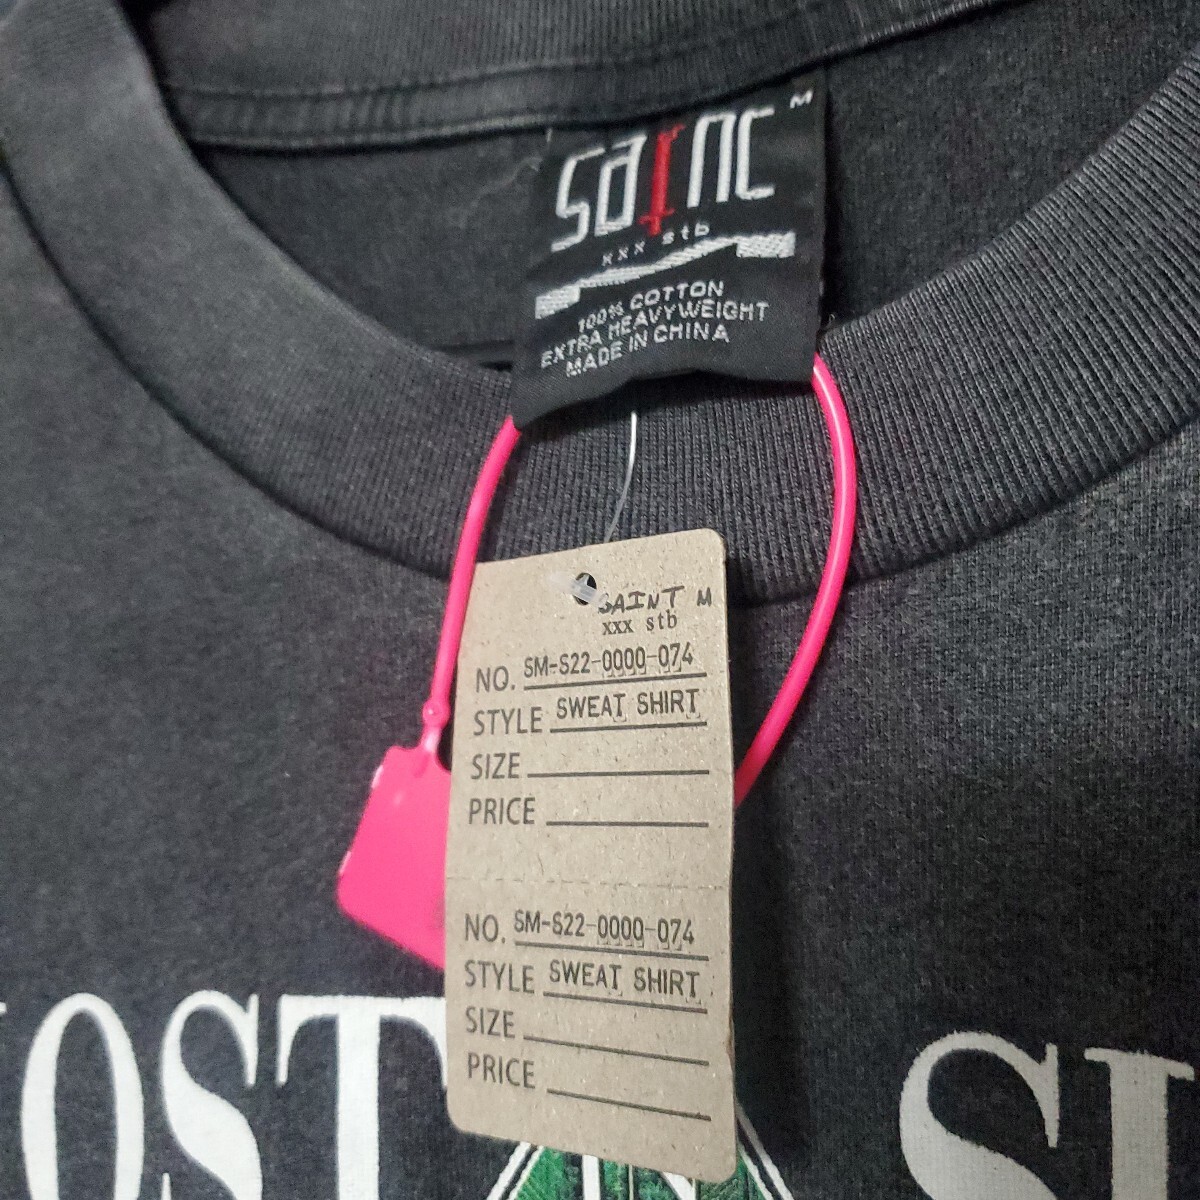 saInt M
xxx stb
100% COTTON
EXTRA HEAVYWEIGHT
MADE IN CHINA
SAINT M
xxx stb
NO. SM-S22-0000-074
STYLE SWEAT SHIRT
SIZE
PRICE
NO. SM-S22-0000-074
STYLE SWEAT SHIRT
SIZE
PRICE